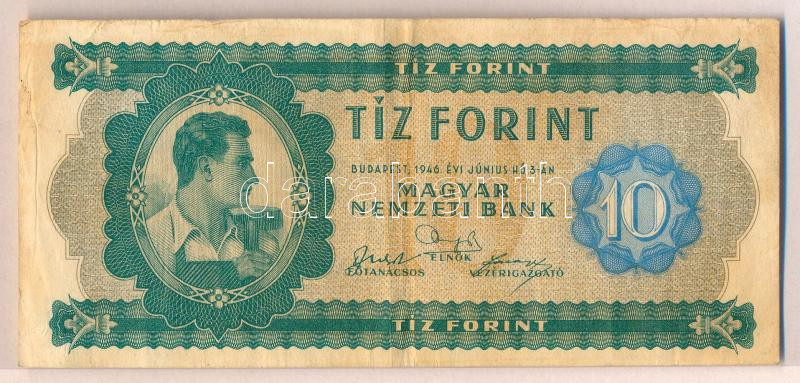 TÍZ FORINT
TÍZ FORINT
BUDAPEST, 1946. ÉVI JÚNIUS HÓ 3-ÁN
MAGYAR
NEMZETI BANK
10
ELNÖK
FŐTANÁCSOS VEZÉRIGAZGATÓ
TÍZ FORINT